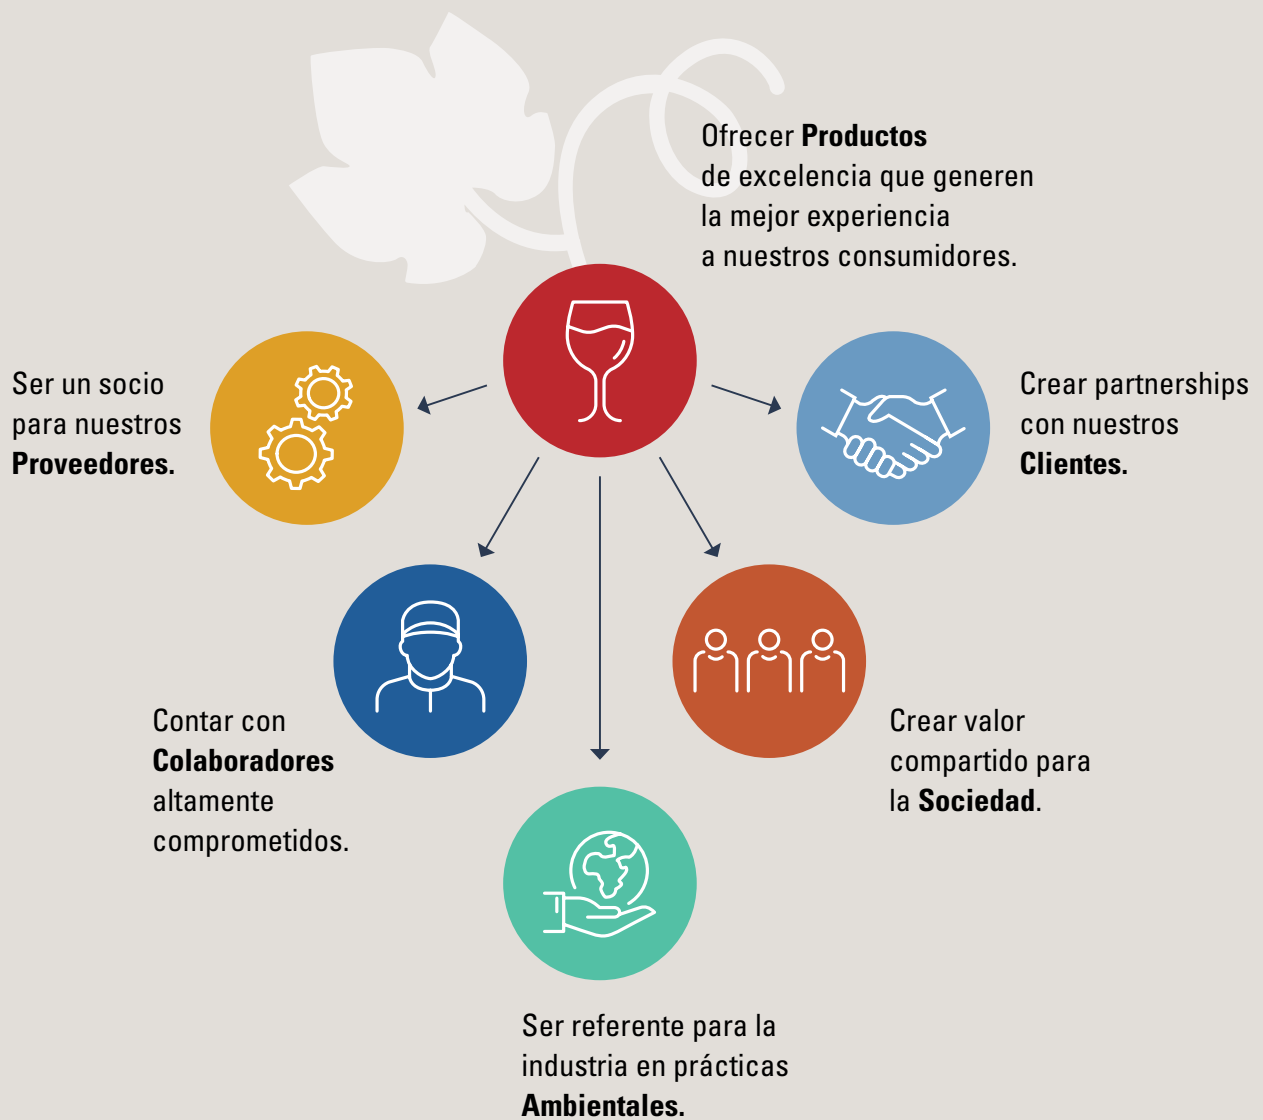 Ofrecer Productos
de excelencia que generen
la mejor experiencia
a nuestros consumidores.
Ser un socio
para nuestros
Proveedores.
Crear partnerships
con nuestros
Clientes.
Contar con
Colaboradores
altamente
comprometidos.
Crear valor
compartido para
la Sociedad.
Ser referente para la
industria en prácticas
Ambientales.